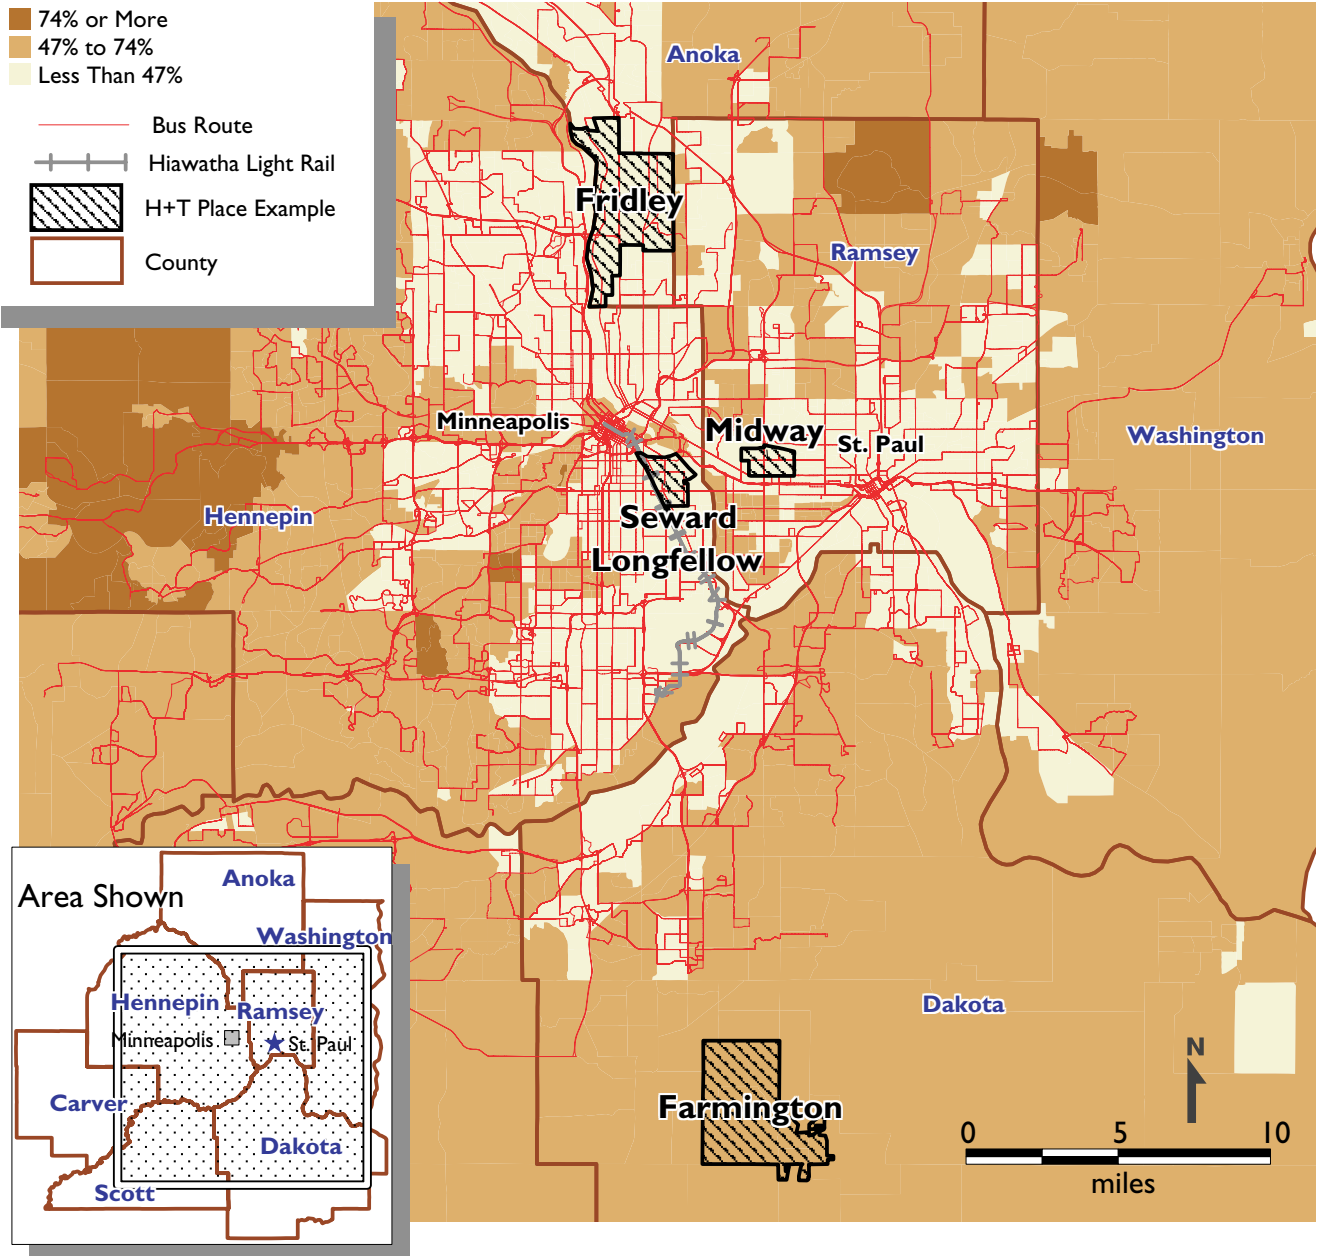 74% or More
47% to 74%
Less Than 47%
Bus Route
Hiawatha Light Rail
H+T Place Example
County
Anoka
Fridley
Ramsey
Minneapolis
Midway
St. Paul
Washington
Hennepin
Seward
Longfellow
Area Shown
Anoka
Washington
Hennepin
Ramsey
Minneapolis
St. Paul
Carver
Dakota
Scott
Dakota
Farmington
N
0 5 10
miles